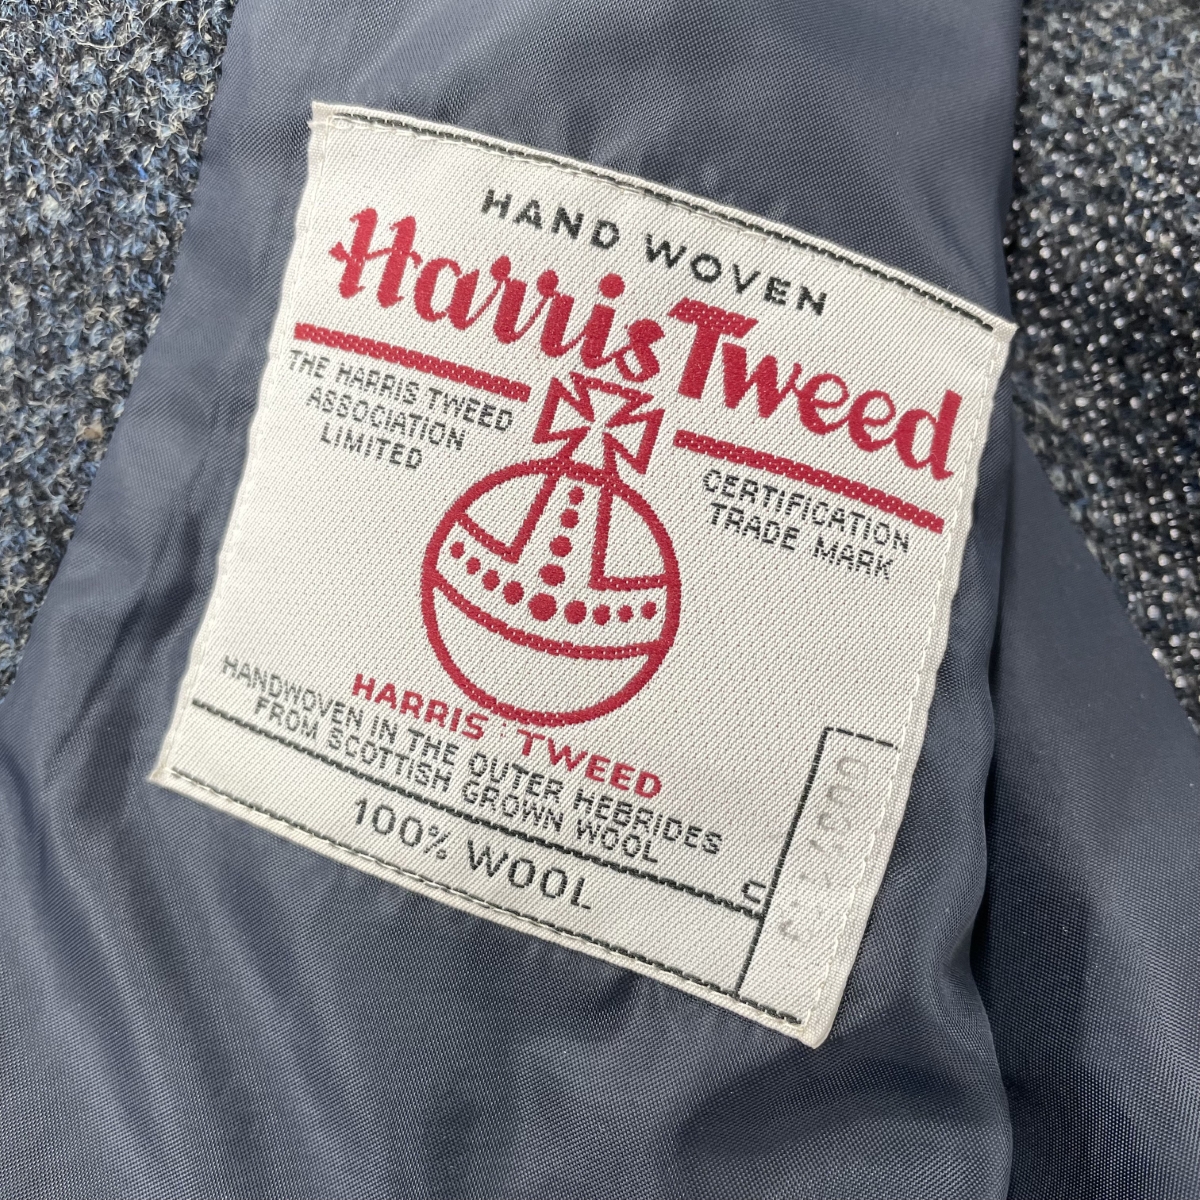 HAND WOVEN
Harris Tweed
THE HARRIS TWEED
ASSOCIATION
LIMITED
CERTIFICATION
TRADE MARK
HARRIS TWEED
HANDWOVEN IN THE OUTER HEBRIDES
FROM SCOTTISH GROWN WOOL
100% WOOL